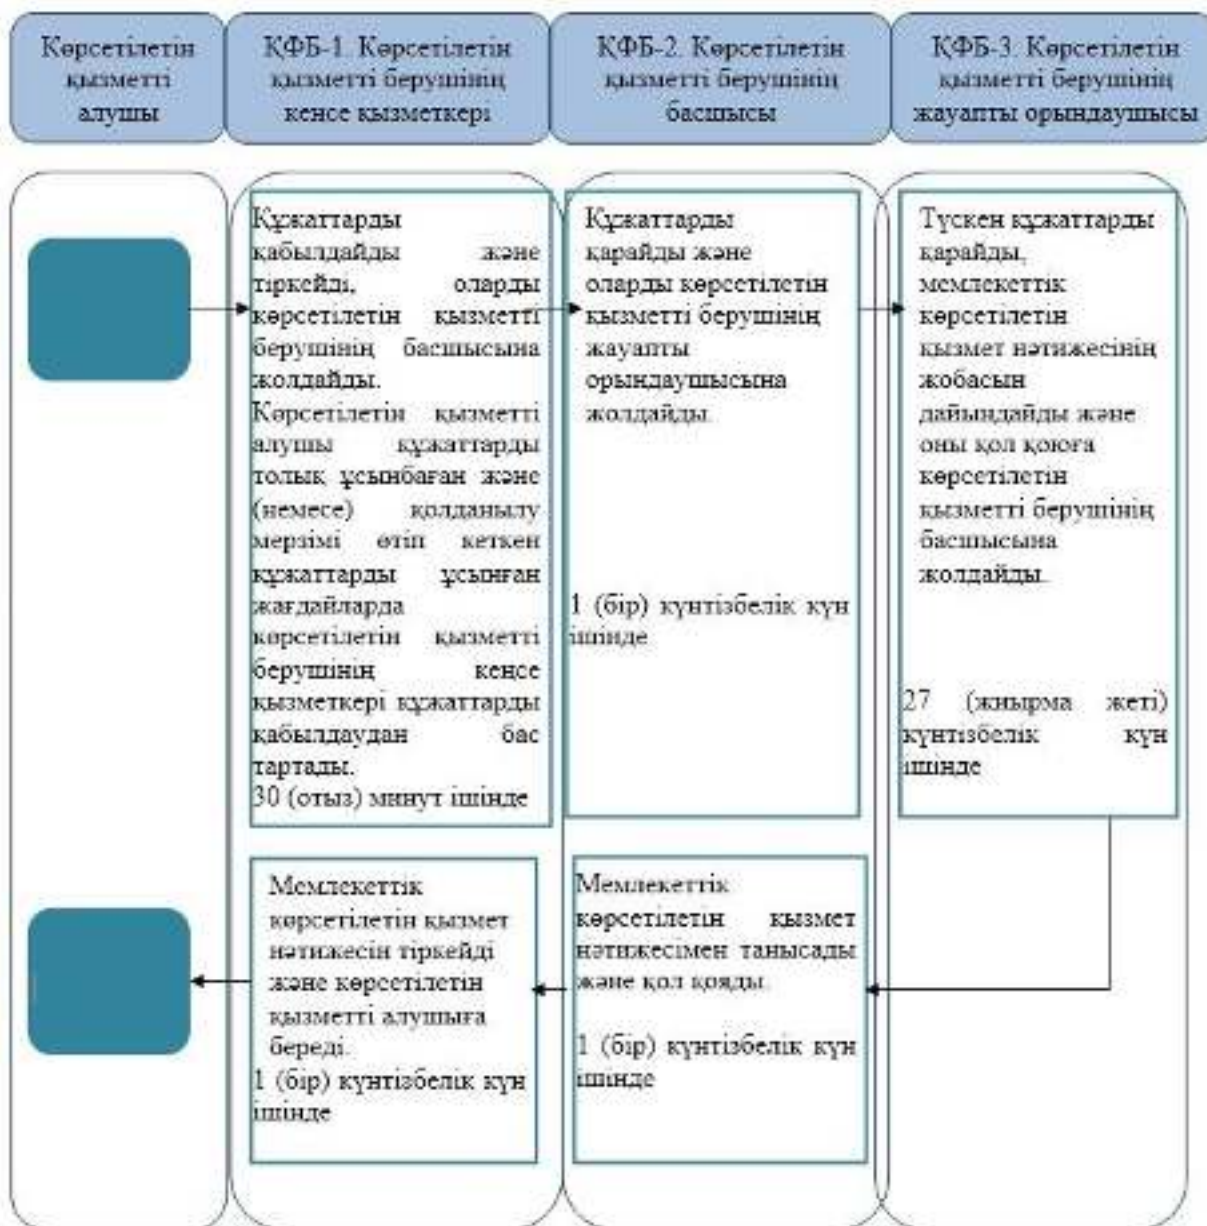 Көрсетілетін
қызметті
алушы
ҚФБ-1. Көрсетілетін
қызметті берушінің
кеңсе қызметкері
ҚФБ-2. Көрсетілетін
қызметті берушінің
басшысы
ҚФБ-3. Көрсетілетін
қызметті берушінің
жауапты орындаушысы
Құжаттарды
қабылдайды және
тіркейді, оларды
көрсетілетін қызметті
берушінің басшысына
жолдайды.
Көрсетілетін қызметті
алушы құжаттарды
толық ұсынбаған және
(немесе) қолданылу
мерзімі өтіп кеткен
құжаттарды ұсынған
жағдайларда
көрсетілетін қызметті
берушінің кеңсе
қызметкері құжаттарды
қабылдаудан бас
тартады.
30 (отыз) минут ішінде
Құжаттарды
қарайды және
оларды көрсетілетін
қызметті берушінің
жауапты
орындаушысына
жолдайды.
1 (бір) күнтізбелік күн
ішінде
Түскен құжаттарды
қарайды,
мемлекеттік
көрсетілетін
қызмет нәтижесінің
жобасын
дайындайды және
оны қол қоюға
көрсетілетін
қызметті берушінің
басшысына
жолдайды.
27 (жиырма жеті)
күнтізбелік күн
ішінде
Мемлекеттік
көрсетілетін қызмет
нәтижесін тіркейді
және көрсетілетін
қызметті алушыға
береді.
1 (бір) күнтізбелік күн
ішінде
Мемлекеттік
көрсетілетін қызмет
нәтижесімен танысады
және қол қояды.
1 (бір) күнтізбелік күн
ішінде